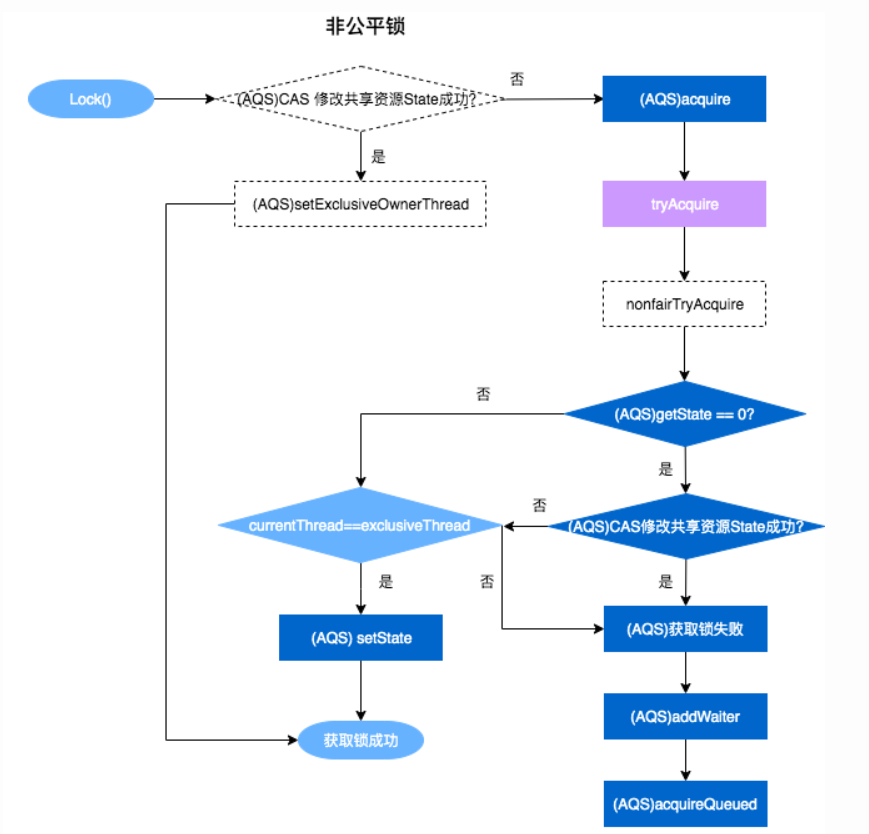 非公平锁
Lock()
(AQS)CAS 修改共享资源State成功?
否
(AQS)acquire
是
(AQS)setExclusiveOwnerThread
tryAcquire
nonfairTryAcquire
否
(AQS)getState == 0?
是
currentThread==exclusiveThread
否
(AQS)CAS修改共享资源State成功?
是
否
是
(AQS) setState
(AQS)获取锁失败
(AQS)addWaiter
获取锁成功
(AQS)acquireQueued